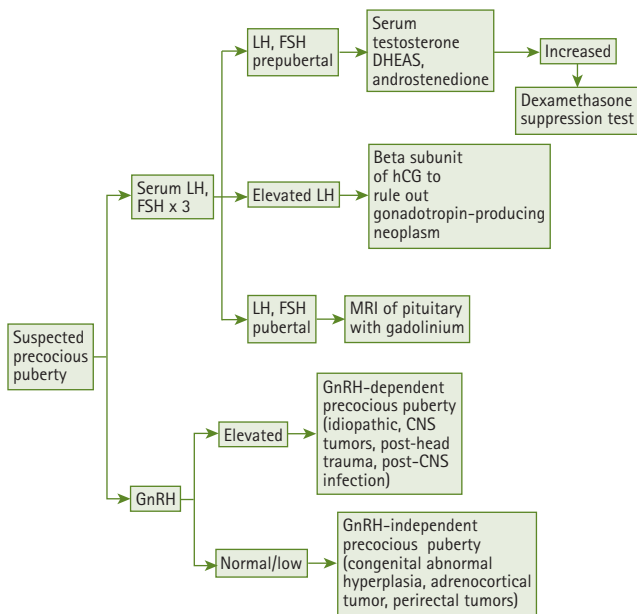 LH, FSH
prepubertal
Serum
testosterone
DHEAS,
androstenedione
Increased
Dexamethasone
suppression test
Serum LH,
FSH x 3
Elevated LH
Beta subunit
of hCG to
rule out
gonadotropin-producing
neoplasm
LH, FSH
pubertal
MRI of pituitary
with gadolinium
Suspected
precocious
puberty
GnRH
Elevated
GnRH-dependent
precocious puberty
(idiopathic, CNS
tumors, post-head
trauma, post-CNS
infection)
Normal/low
GnRH-independent
precocious puberty
(congenital abnormal
hyperplasia, adrenocortical
tumor, perirectal tumors)